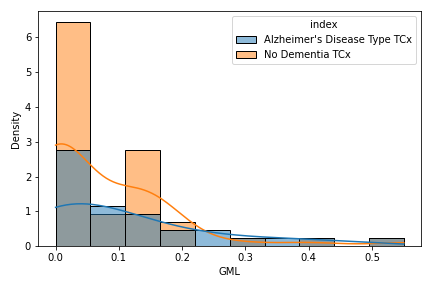 index
Alzheimer's Disease Type TCx
No Dementia TCx
6
5
4
3
2
1
0
Density
0.0 0.1 0.2 0.3 0.4 0.5
GML